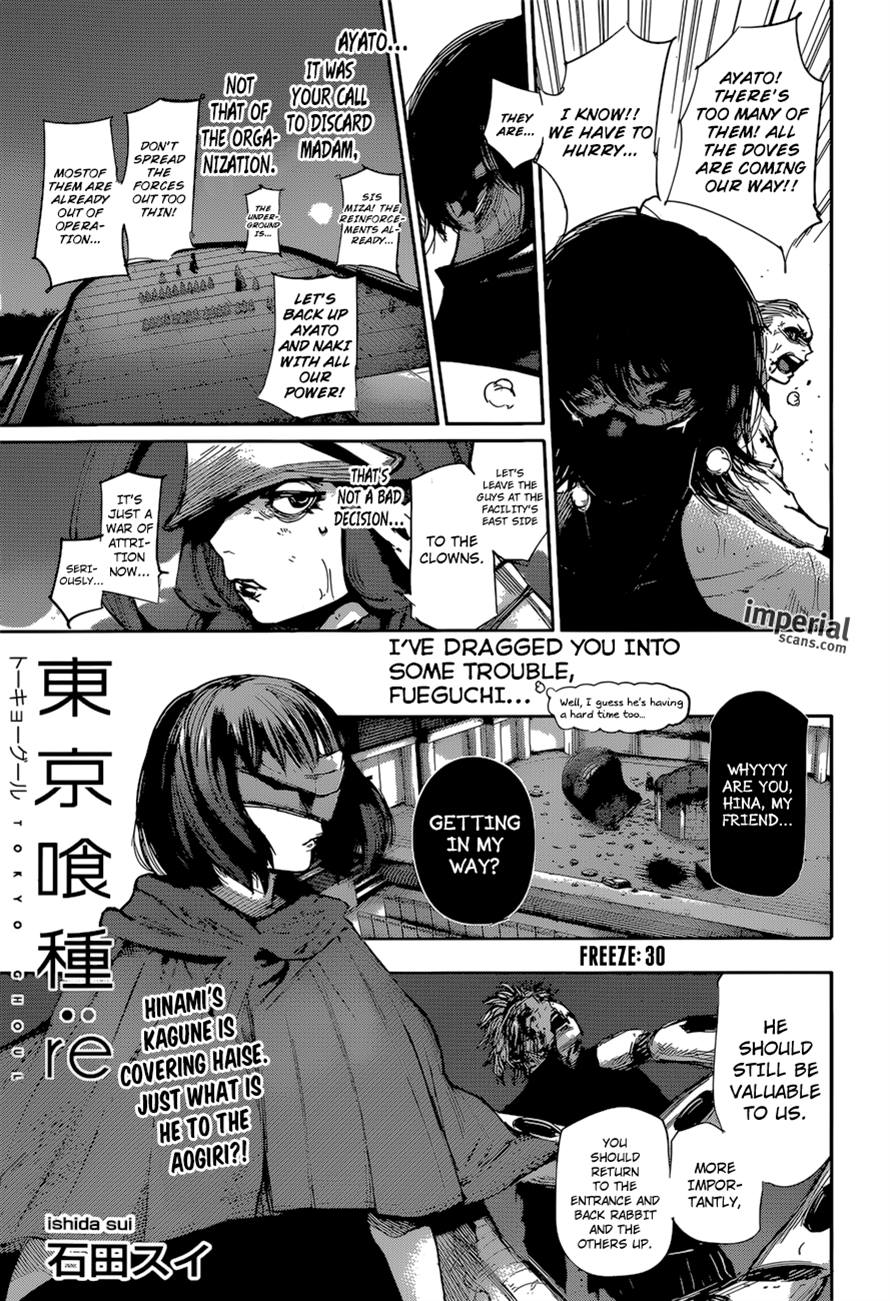 AYATO!
THERE'S
TOO MANY OF
THEM! ALL
THE DOVES
ARE COMING
OUR WAY!!
I KNOW!!
WE HAVE TO
HURRY...
THEY
ARE...
AYATO...
IT WAS
YOUR CALL
TO DISCARD
MADAM,
NOT
THAT OF
THE ORGA-
NIZATION.
SIS
MIZA! THE
REINFORCE-
MENTS AL-
READY...
THE
UNDER-
GROUND
IS...
DON'T
SPREAD
THE
FORCES
OUT TOO
THIN!
MOSTOF
THEM ARE
ALREADY
OUT OF
OPERA-
TION...
LET'S
BACK UP
AYATO
AND NAKI
WITH ALL
OUR
POWER!
LET'S
LEAVE THE
GUYS AT THE
FACILITY'S
EAST SIDE
TO THE
CLOWNS.
THAT'S
NOT A BAD
DECISION...
IT'S
JUST A
WAR OF
ATTRI-
TION
NOW...
SERI-
OUSLY...
imperial
scans.com
I'VE DRAGGED YOU INTO
SOME TROUBLE,
FUEGUCHI...
Well, I guess he's having
a hard time too...
WHYYYY
ARE YOU,
HINA, MY
FRIEND...
GETTING
IN MY
WAY?
FREEZE: 30
東京喰種:re
トーキョーグール TOKYO GHOUL
HINAMI'S
KAGUNE IS
COVERING HAISE.
JUST WHAT IS
HE TO THE
AOGIRI?!
HE
SHOULD
STILL BE
VALUABLE
TO US.
MORE
IMPOR-
TANTLY,
YOU
SHOULD
RETURN
TO THE
ENTRANCE AND
BACK RABBIT
AND THE
OTHERS UP.
ishida sui
石田スイ